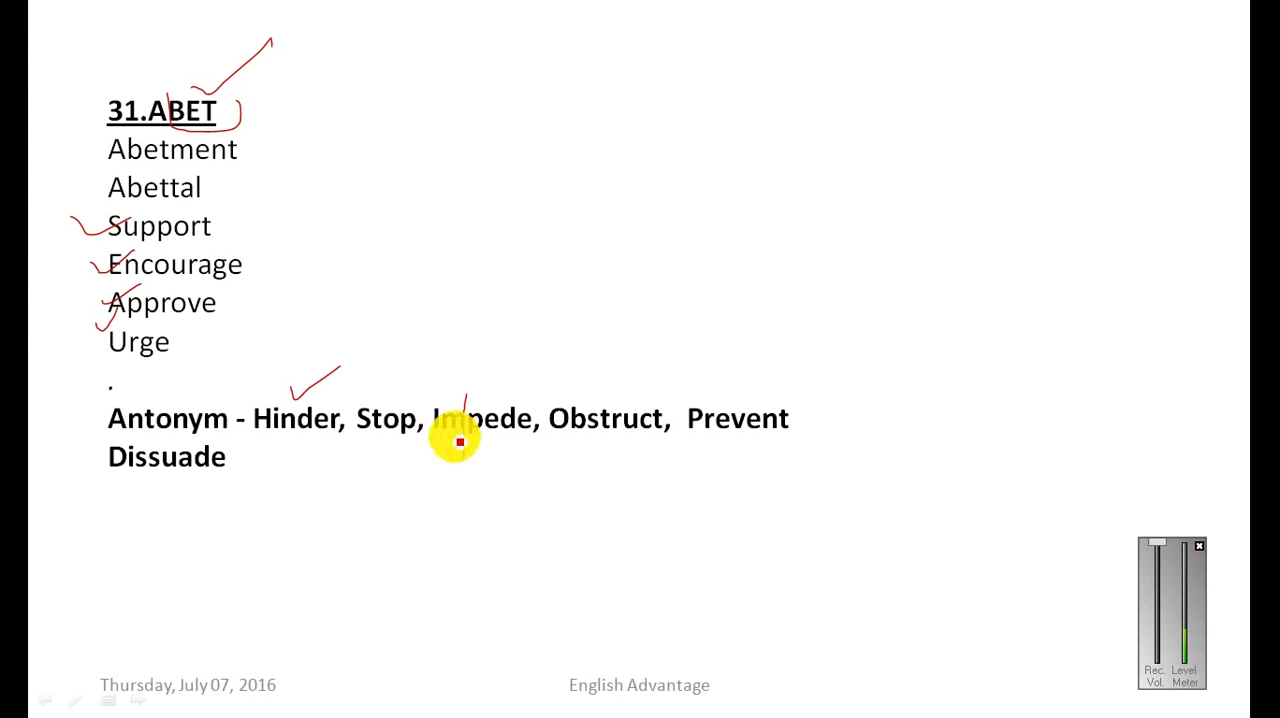 31.ABET
Abetment
Abettal
Support
Encourage
Approve
Urge
.
Antonym - Hinder, Stop, Impede, Obstruct, Prevent
Dissuade
Rec. Level
Vol. Meter
Thursday, July 07, 2016 English Advantage